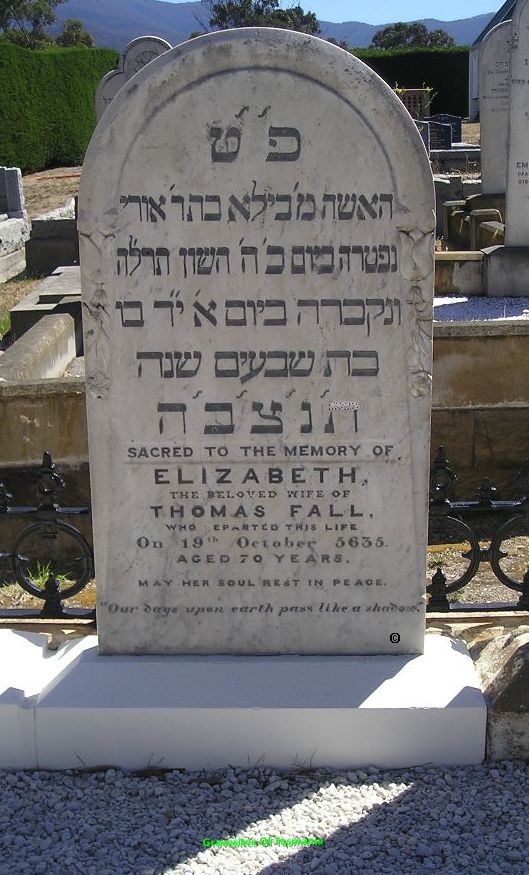 פ״ט
האשה מ׳ בילא בת ר׳ אורי
נפטרה ביום כ׳ה׳ חשון תרלה
ונקברה ביום א׳ י״ד בו
בת שבעים שנה
ת׳נ׳צ׳ב׳ה
SACRED TO THE MEMORY OF
ELIZABETH,
THE BELOVED WIFE OF
THOMAS FALL,
WHO EPARTED THIS LIFE
On 19th October 5635.
AGED 70 YEARS.
MAY HER SOUL REST IN PEACE.
"Our days upon earth pass like a shadow."
©
Gravesites Of Tasmania